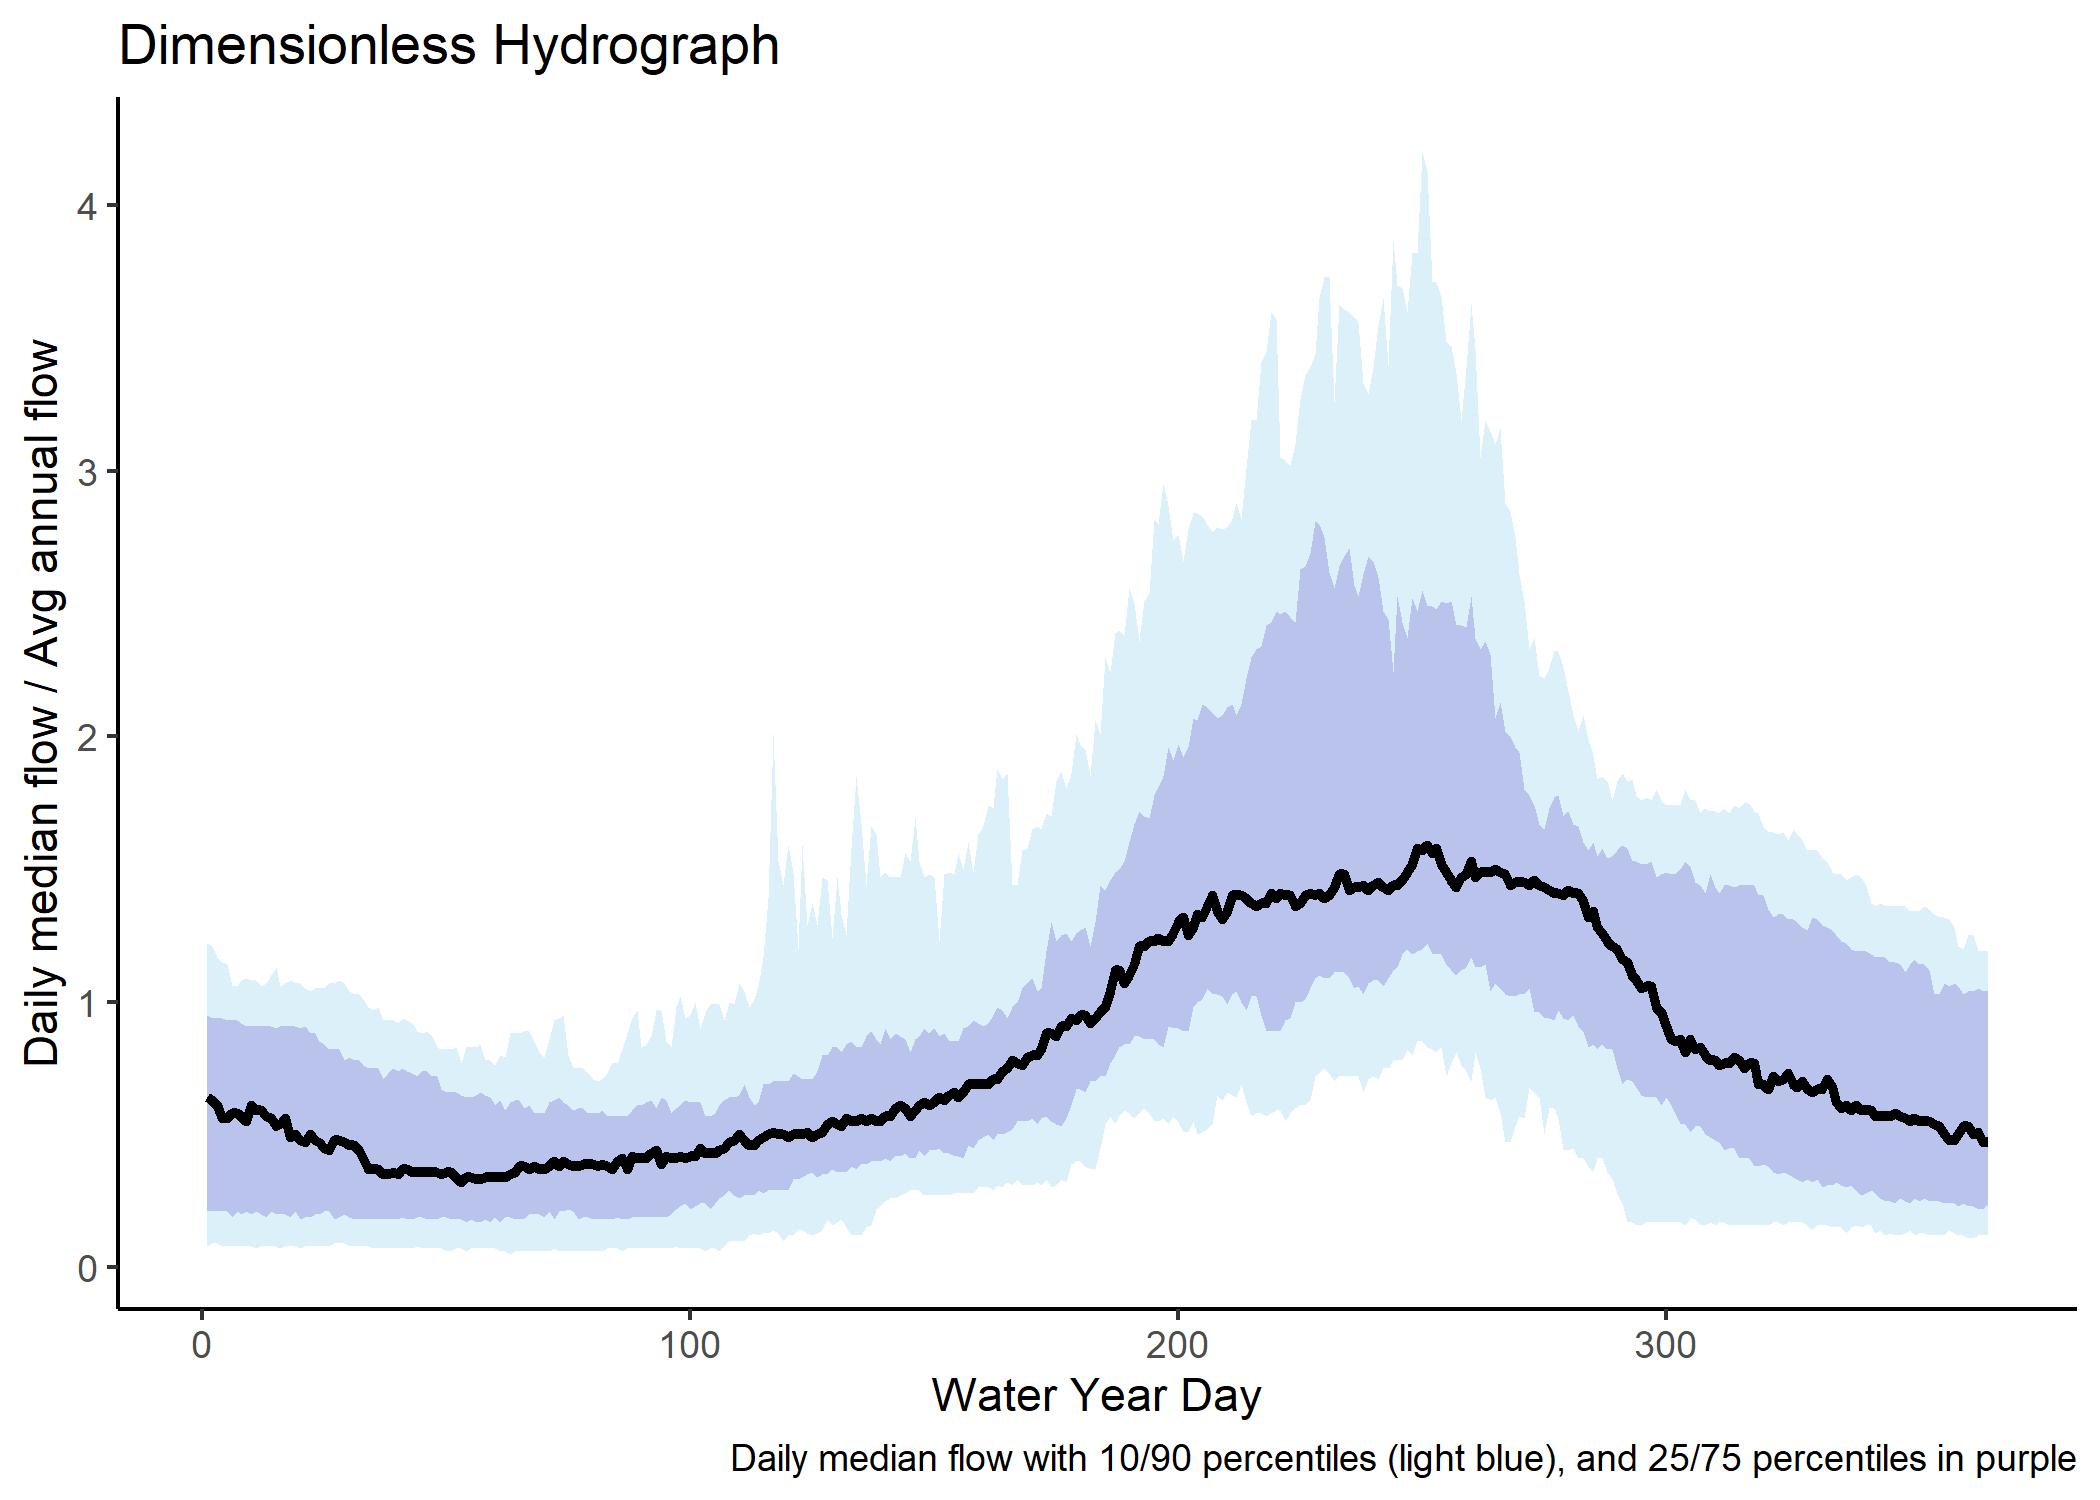 Dimensionless Hydrograph
Daily median flow / Avg annual flow
4
3
2
1
0
0 100 200 300
Water Year Day
Daily median flow with 10/90 percentiles (light blue), and 25/75 percentiles in purple